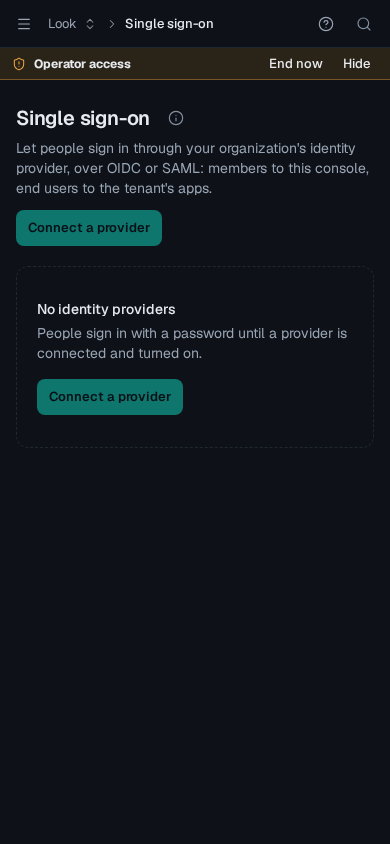 Look
Single sign-on
Operator access
End now
Hide
Single sign-on
Let people sign in through your organization's identity
provider, over OIDC or SAML: members to this console,
end users to the tenant's apps.
Connect a provider
No identity providers
People sign in with a password until a provider is
connected and turned on.
Connect a provider